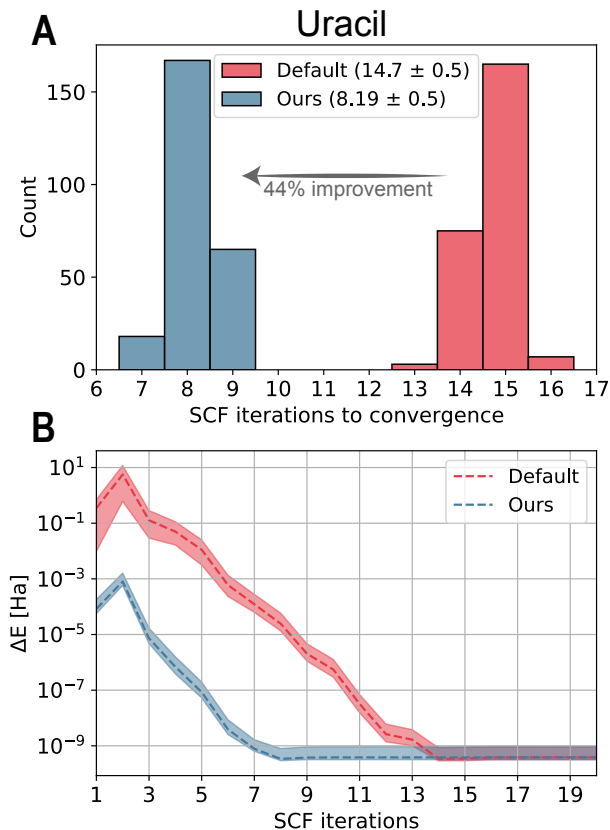 Uracil
A
Default (14.7 ± 0.5)
Ours (8.19 ± 0.5)
44% improvement
Count
150
100
50
0
6 7 8 9 10 11 12 13 14 15 16 17
SCF iterations to convergence
B
Default
Ours
ΔE [Ha]
10¹
10⁻¹
10⁻³
10⁻⁵
10⁻⁷
10⁻⁹
1 3 5 7 9 11 13 15 17 19
SCF iterations